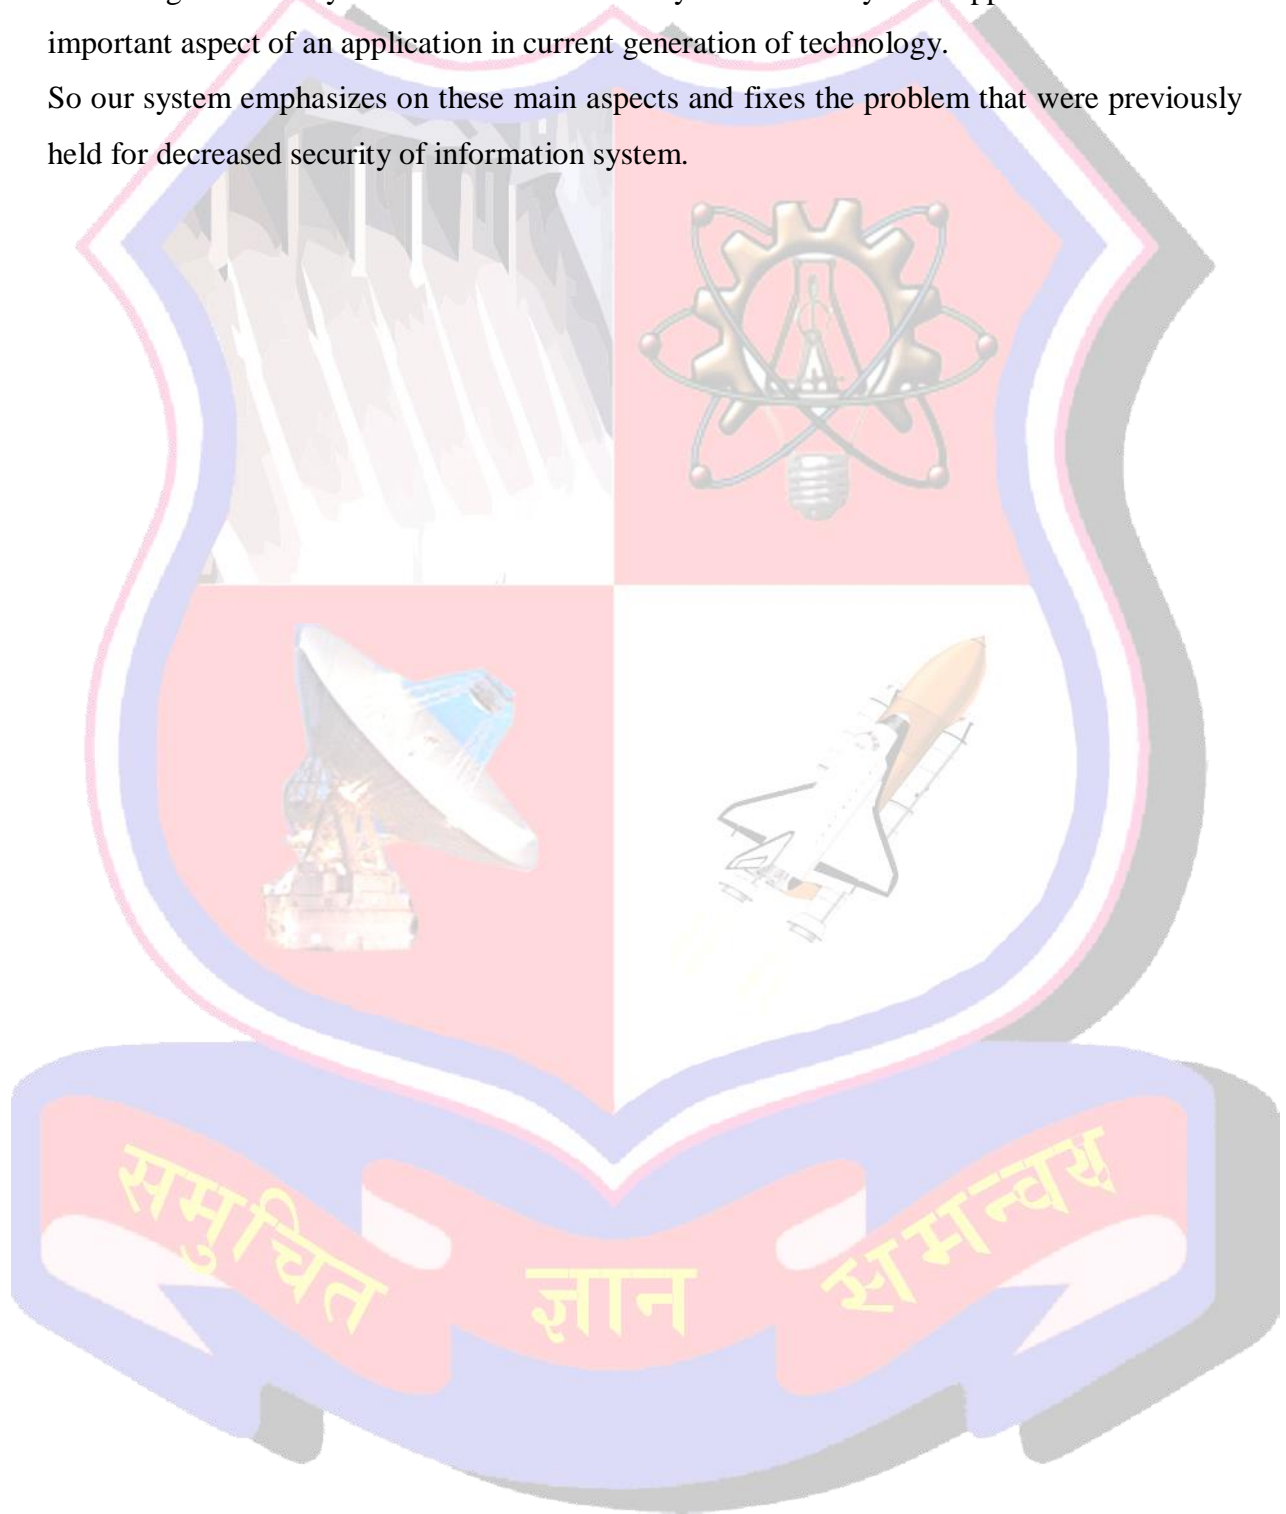 important aspect of an application in current generation of technology.
So our system emphasizes on these main aspects and fixes the problem that were previously
held for decreased security of information system.
समुचित ज्ञान समन्वय